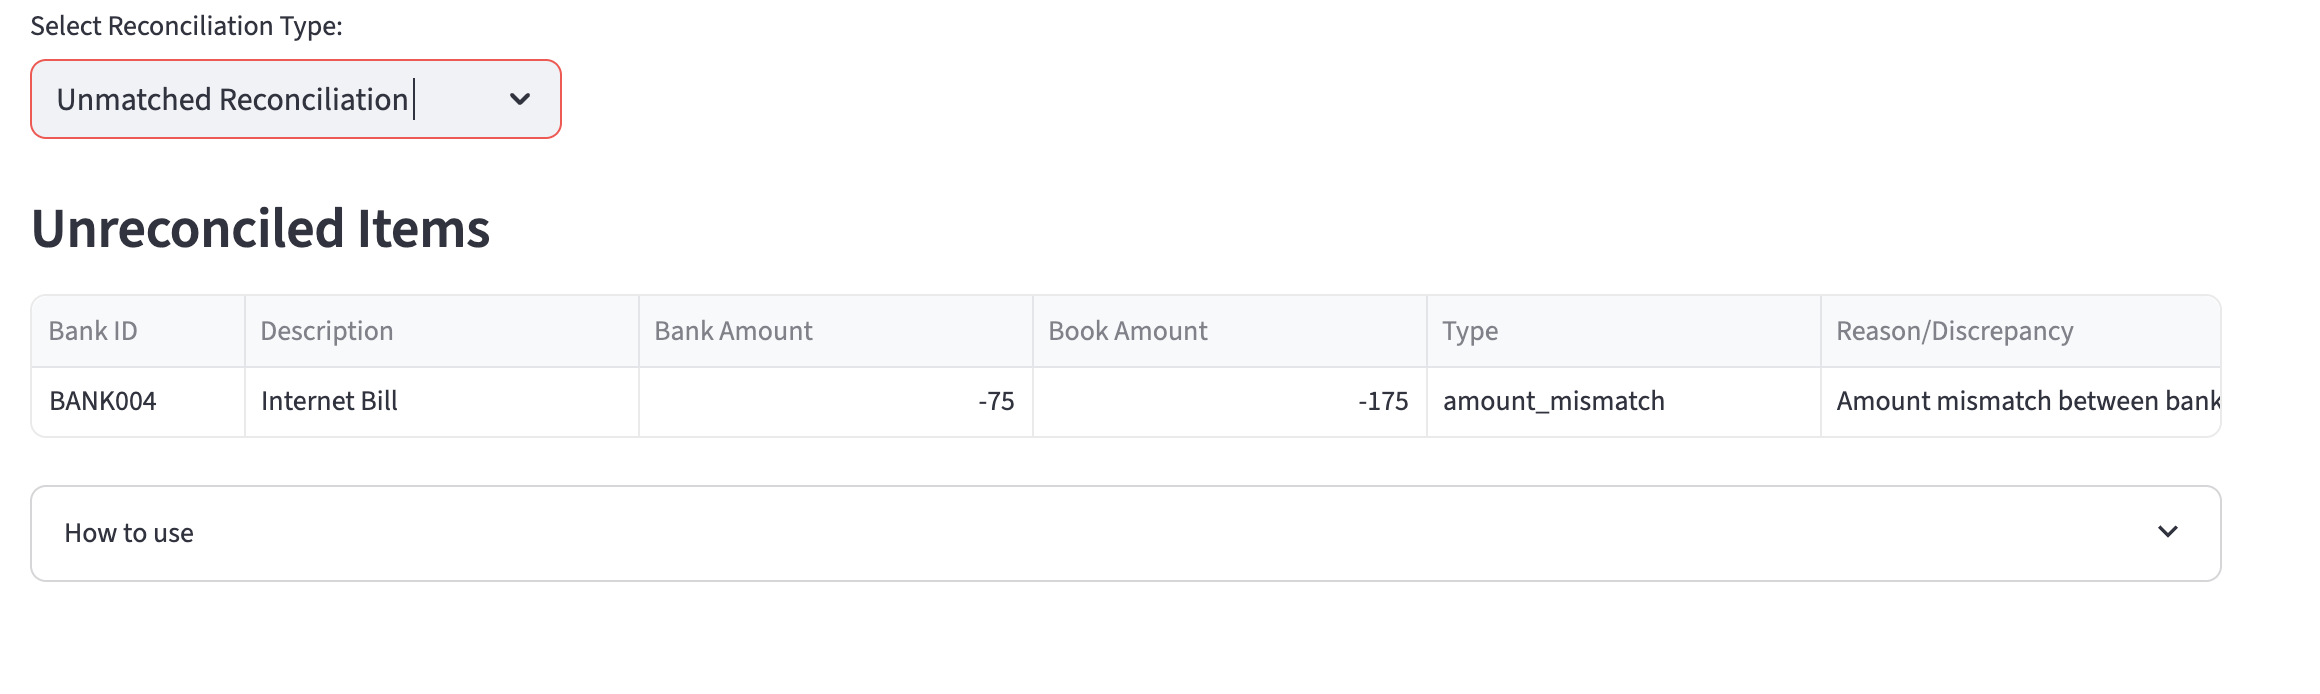 Select Reconciliation Type:
Unmatched Reconciliation
Unreconciled Items
Bank ID Description Bank Amount Book Amount Type Reason/Discrepancy
BANK004 Internet Bill -75 -175 amount_mismatch Amount mismatch between bank
How to use